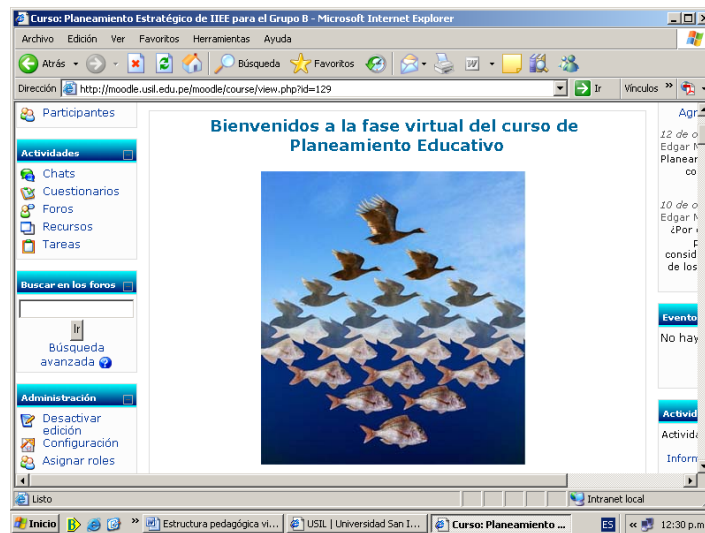 Curso: Planeamiento Estratégico de IIEE para el Grupo B - Microsoft Internet Explorer
Archivo Edición Ver Favoritos Herramientas Ayuda
Atrás Búsqueda Favoritos
Dirección http://moodle.usil.edu.pe/moodle/course/view.php?id=129 Ir Vínculos »
Participantes
Actividades
Chats
Cuestionarios
Foros
Recursos
Tareas
Buscar en los foros
Ir
Búsqueda
avanzada
Administración
Desactivar
edición
Configuración
Asignar roles
Bienvenidos a la fase virtual del curso de
Planeamiento Educativo
Agr
12 de o
Edgar M
Planear
co
10 de o
Edgar M
¿Por
p
consid
de los
Evento
No hay
Activid
Activida
Inform
Listo Intranet local
Inicio » Estructura pedagógica vi... USIL | Universidad San I... Curso: Planeamiento ... ES « 12:30 p.m